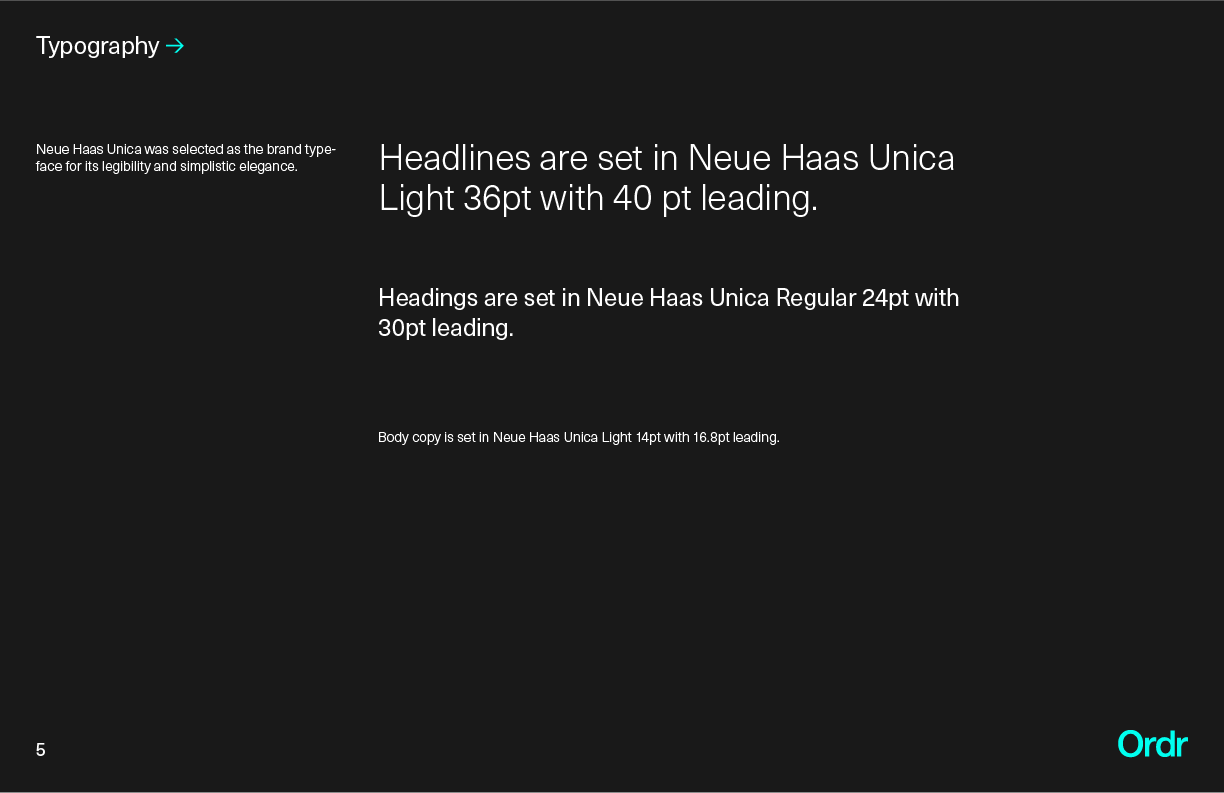 Typography →
Neue Haas Unica was selected as the brand type-
face for its legibility and simplistic elegance.
Headlines are set in Neue Haas Unica
Light 36pt with 40 pt leading.
Headings are set in Neue Haas Unica Regular 24pt with
30pt leading.
Body copy is set in Neue Haas Unica Light 14pt with 16.8pt leading.
5
Ordr